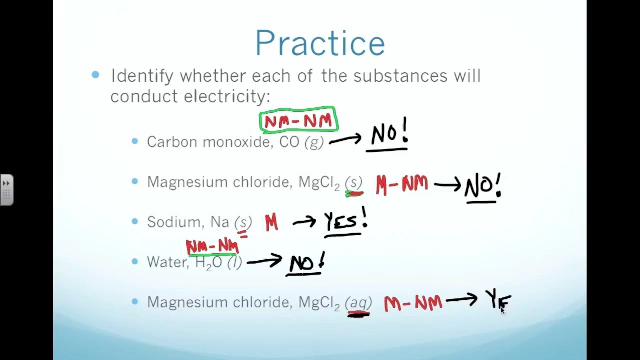 Practice
• Identify whether each of the substances will
conduct electricity:
NM-NM
• Carbon monoxide, CO (g) → NO!
• Magnesium chloride, MgCl₂ (s) M-NM → NO!
• Sodium, Na (s) M → YES!
NM-NM
• Water, H₂O (l) → NO!
• Magnesium chloride, MgCl₂ (aq) M-NM → YE